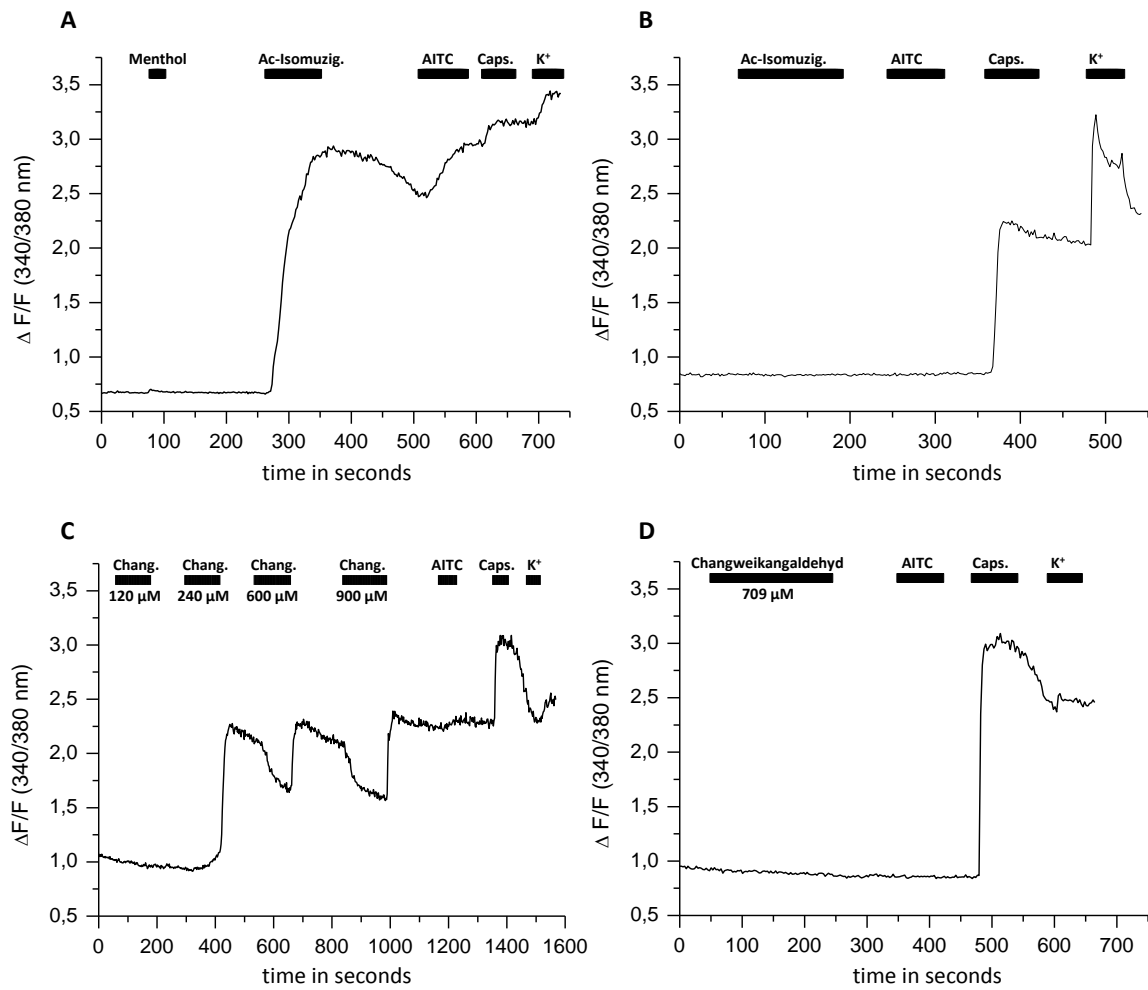 A
Menthol Ac-Isomuzig. AITC Caps. K⁺
3,5
3,0
2,5
2,0
1,5
1,0
0,5
Δ F/F (340/380 nm)
0 100 200 300 400 500 600 700
time in seconds
B
Ac-Isomuzig. AITC Caps. K⁺
3,5
3,0
2,5
2,0
1,5
1,0
0,5
ΔF/F (340/380 nm)
0 100 200 300 400 500
time in seconds
C
Chang. Chang. Chang. Chang. AITC Caps. K⁺
120 µM 240 µM 600 µM 900 µM
3,5
3,0
2,5
2,0
1,5
1,0
0,5
ΔF/F (340/380 nm)
0 200 400 600 800 1000 1200 1400 1600
time in seconds
D
Changweikangaldehyd AITC Caps. K⁺
709 µM
3,5
3,0
2,5
2,0
1,5
1,0
0,5
Δ F/F (340/380 nm)
0 100 200 300 400 500 600 700
time in seconds